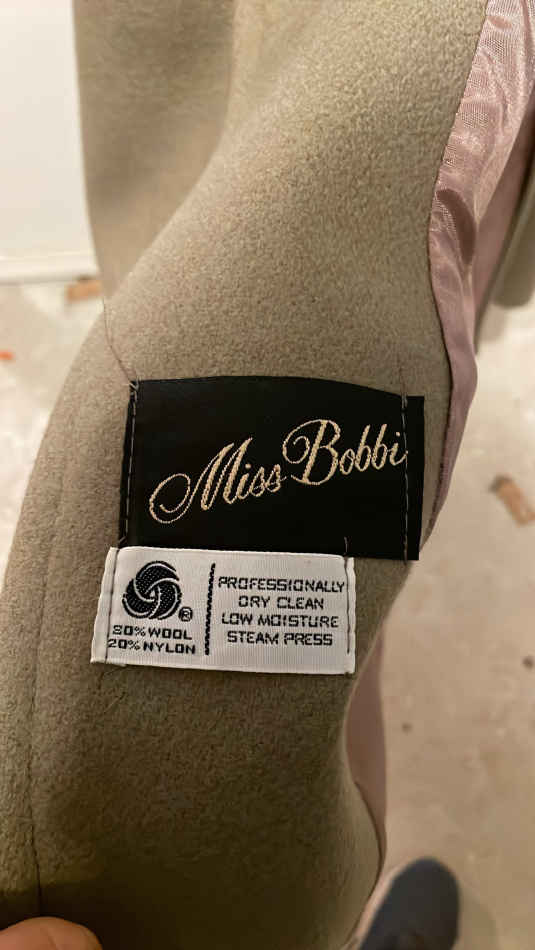 Miss Bobbi
®
80% WOOL
20% NYLON
PROFESSIONALLY
DRY CLEAN
LOW MOISTURE
STEAM PRESS